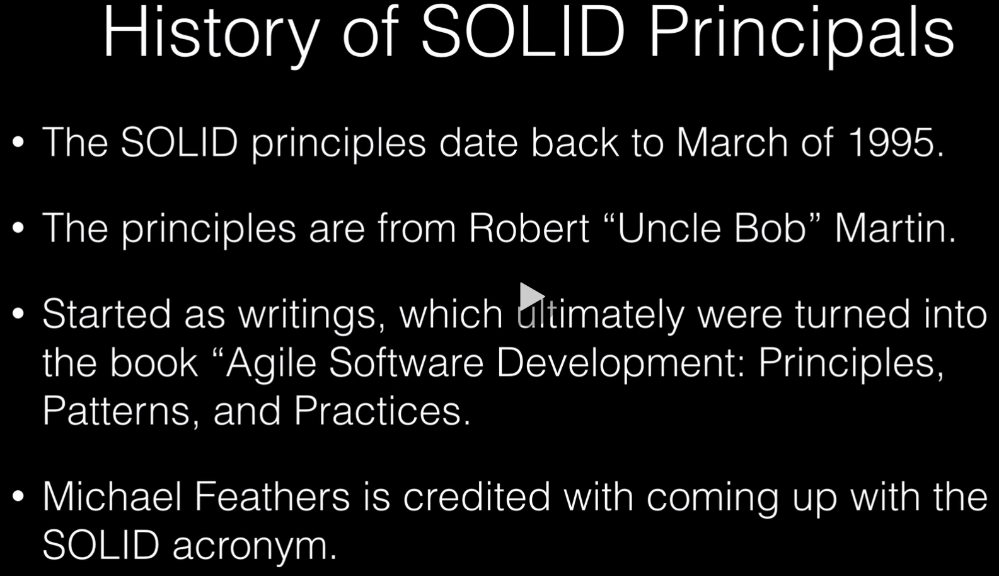 History of SOLID Principals
• The SOLID principles date back to March of 1995.
• The principles are from Robert “Uncle Bob” Martin.
• Started as writings, which ultimately were turned into
the book “Agile Software Development: Principles,
Patterns, and Practices.
• Michael Feathers is credited with coming up with the
SOLID acronym.